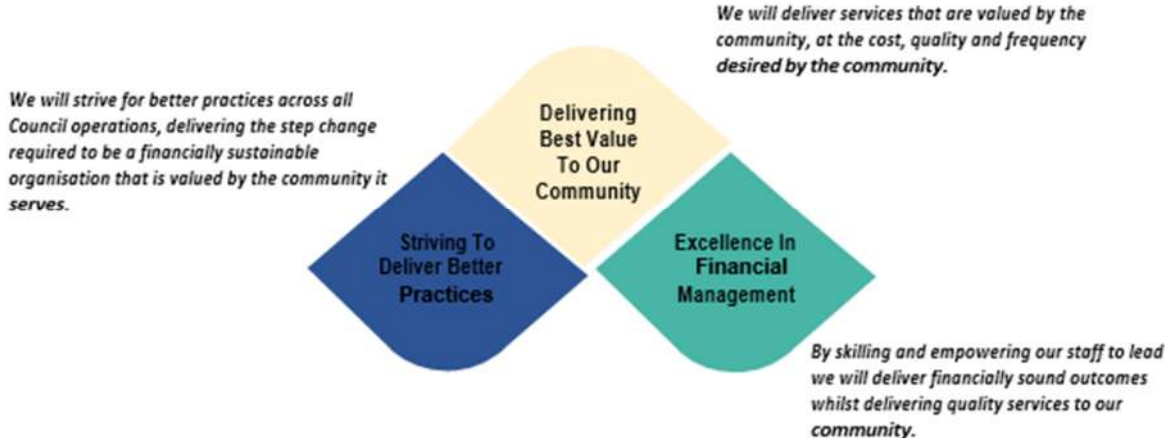 We will deliver services that are valued by the
community, at the cost, quality and frequency
desired by the community.
We will strive for better practices across all
Council operations, delivering the step change
required to be a financially sustainable
organisation that is valued by the community it
serves.
Delivering
Best Value
To Our
Community
Striving To
Deliver Better
Practices
Excellence In
Financial
Management
By skilling and empowering our staff to lead
we will deliver financially sound outcomes
whilst delivering quality services to our
community.